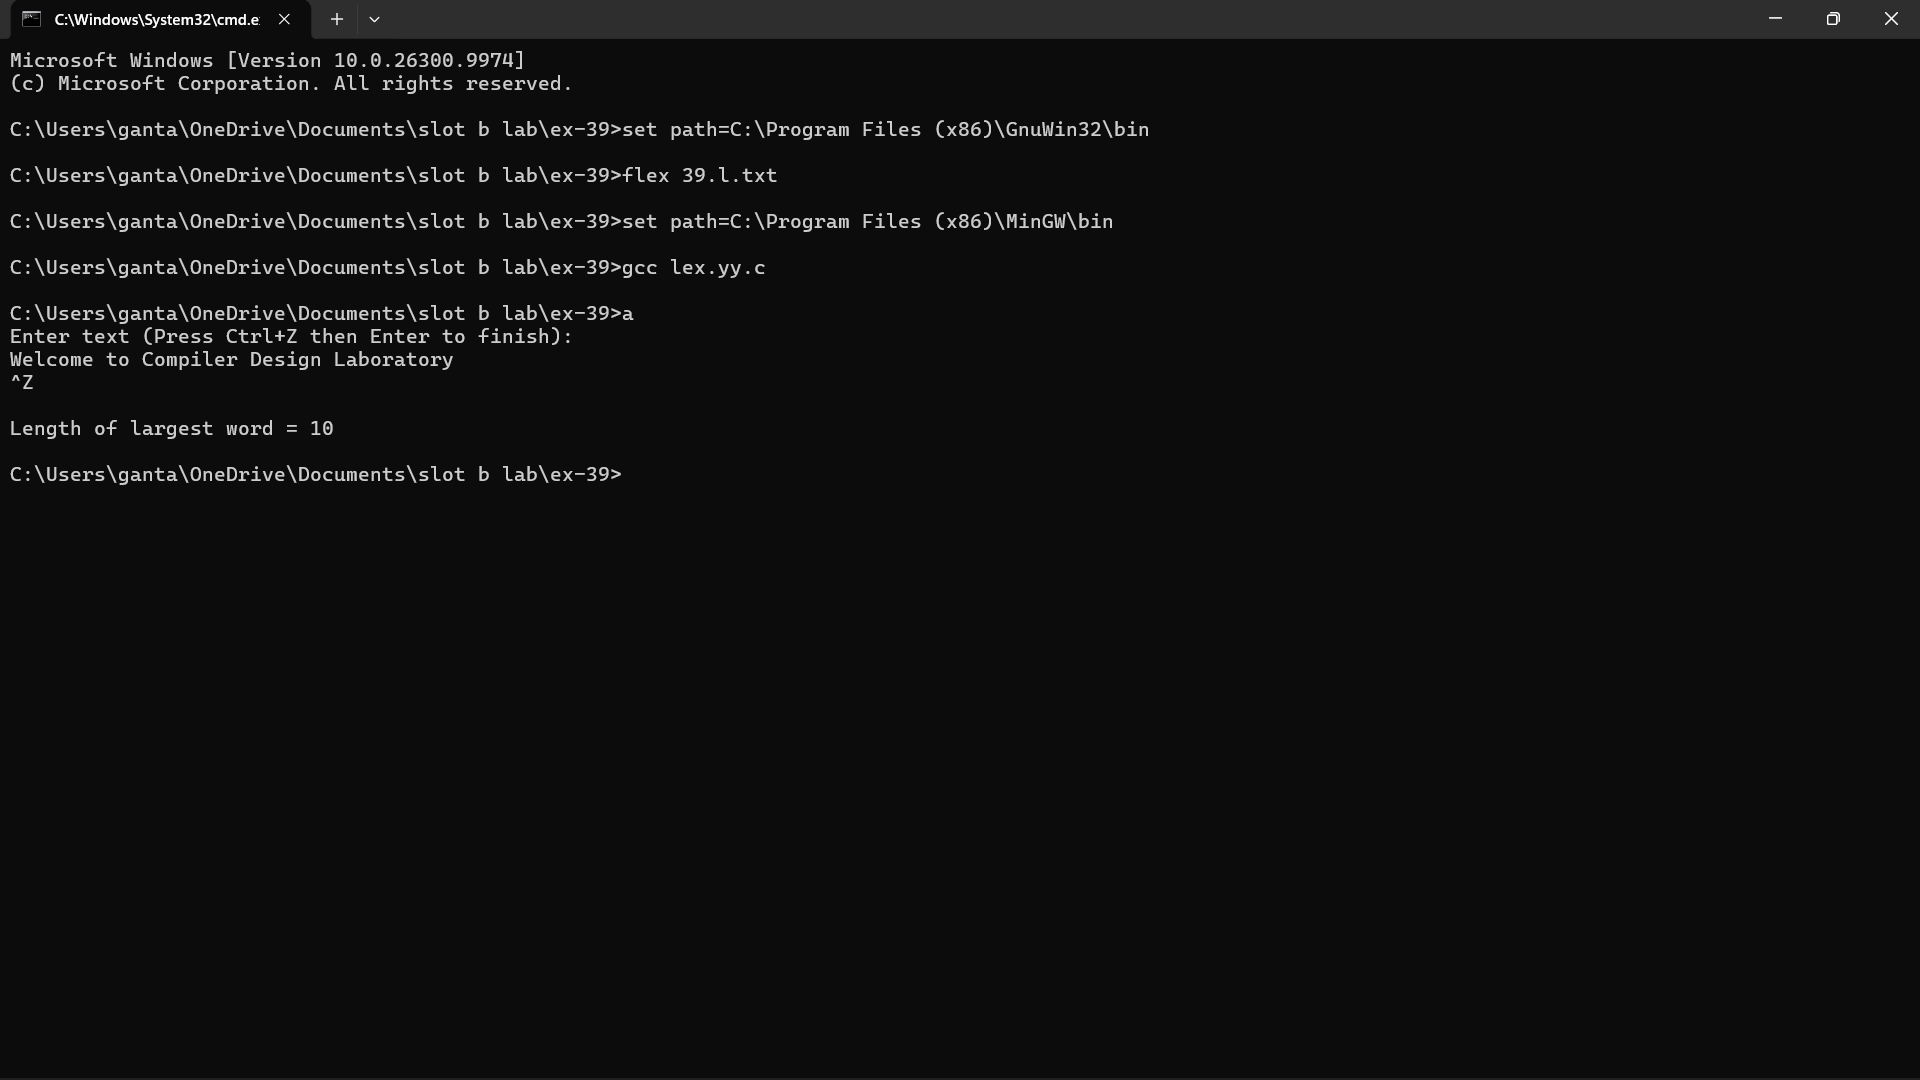 C:\Windows\System32\cmd.e
Microsoft Windows [Version 10.0.26300.9974]
(c) Microsoft Corporation. All rights reserved.
C:\Users\ganta\OneDrive\Documents\slot b lab\ex-39>set path=C:\Program Files (x86)\GnuWin32\bin
C:\Users\ganta\OneDrive\Documents\slot b lab\ex-39>flex 39.l.txt
C:\Users\ganta\OneDrive\Documents\slot b lab\ex-39>set path=C:\Program Files (x86)\MinGW\bin
C:\Users\ganta\OneDrive\Documents\slot b lab\ex-39>gcc lex.yy.c
C:\Users\ganta\OneDrive\Documents\slot b lab\ex-39>a
Enter text (Press Ctrl+Z then Enter to finish):
Welcome to Compiler Design Laboratory
^Z
Length of largest word = 10
C:\Users\ganta\OneDrive\Documents\slot b lab\ex-39>